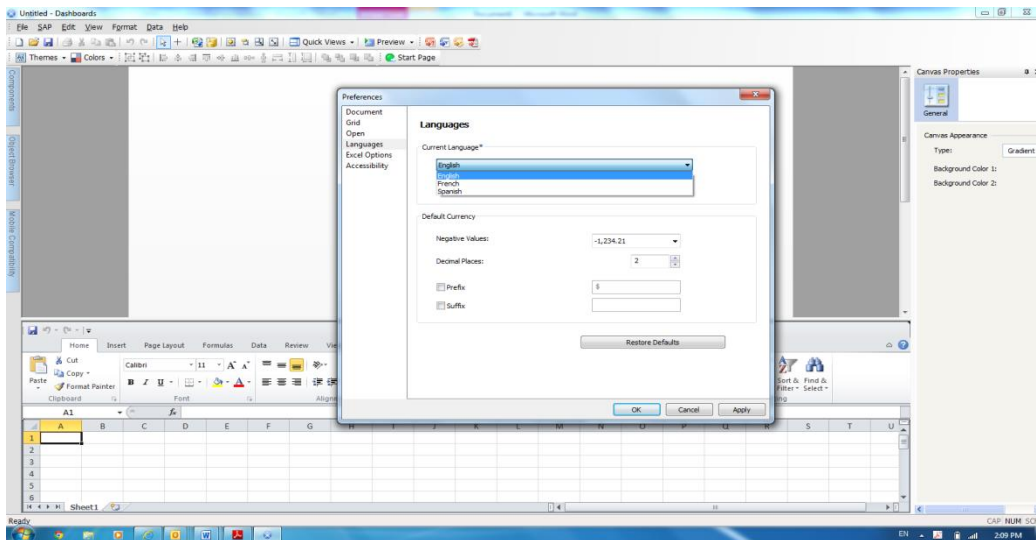 Untitled - Dashboards
File SAP Edit View Format Data Help
Quick Views Preview
Themes Colors Start Page
Components
Object Browser
Mobile Compatibility
Preferences
Document
Grid
Open
Languages
Excel Options
Accessibility
Languages
Current Language*
English
English
French
Spanish
Default Currency
Negative Values: -1,234.21
Decimal Places: 2
Prefix $
Suffix
Restore Defaults
OK Cancel Apply
Canvas Properties
General
Canvas Appearance
Type: Gradient
Background Color 1:
Background Color 2:
Home Insert Page Layout Formulas Data Review
Paste
Cut
Copy
Format Painter
Clipboard
Calibri 11
B I U
Font
Sort & Filter
Find & Select
A1 fx
A B C D E F G H I J K L M N O P Q R S T U
1
2
3
4
5
6
Sheet1
Ready
CAP NUM
EN 2:09 PM